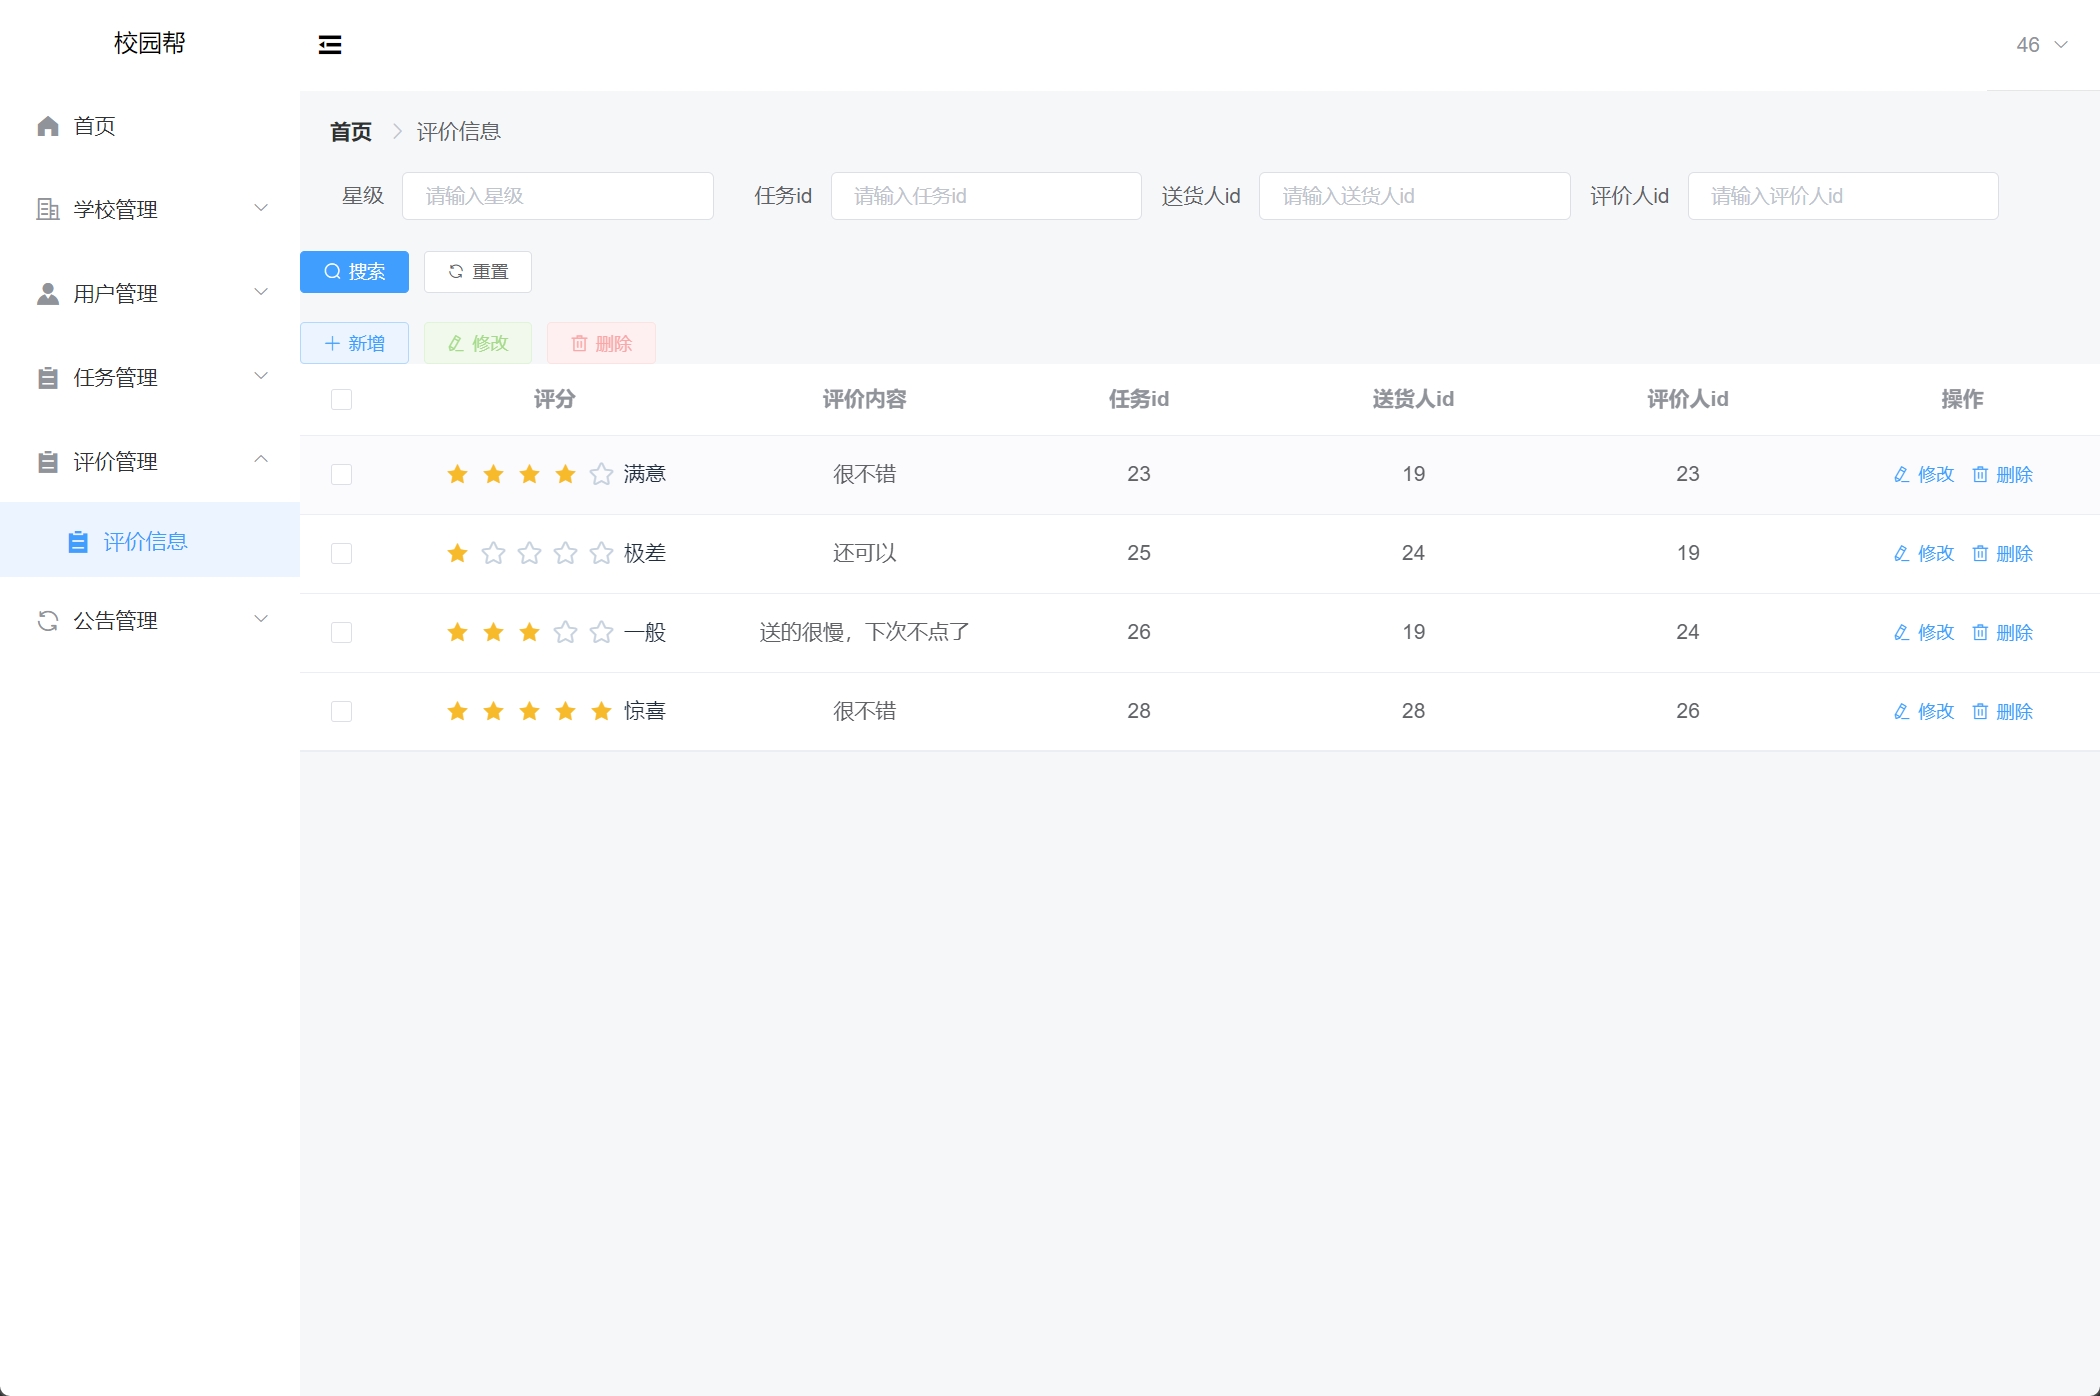 校园帮
46
首页
学校管理
用户管理
任务管理
评价管理
评价信息
公告管理
首页 评价信息
星级 请输入星级 任务id 请输入任务id 送货人id 请输入送货人id 评价人id 请输入评价人id
搜索 重置
新增 修改 删除
评分 评价内容 任务id 送货人id 评价人id 操作
满意 很不错 23 19 23 修改 删除
极差 还可以 25 24 19 修改 删除
一般 送的很慢，下次不点了 26 19 24 修改 删除
惊喜 很不错 28 28 26 修改 删除